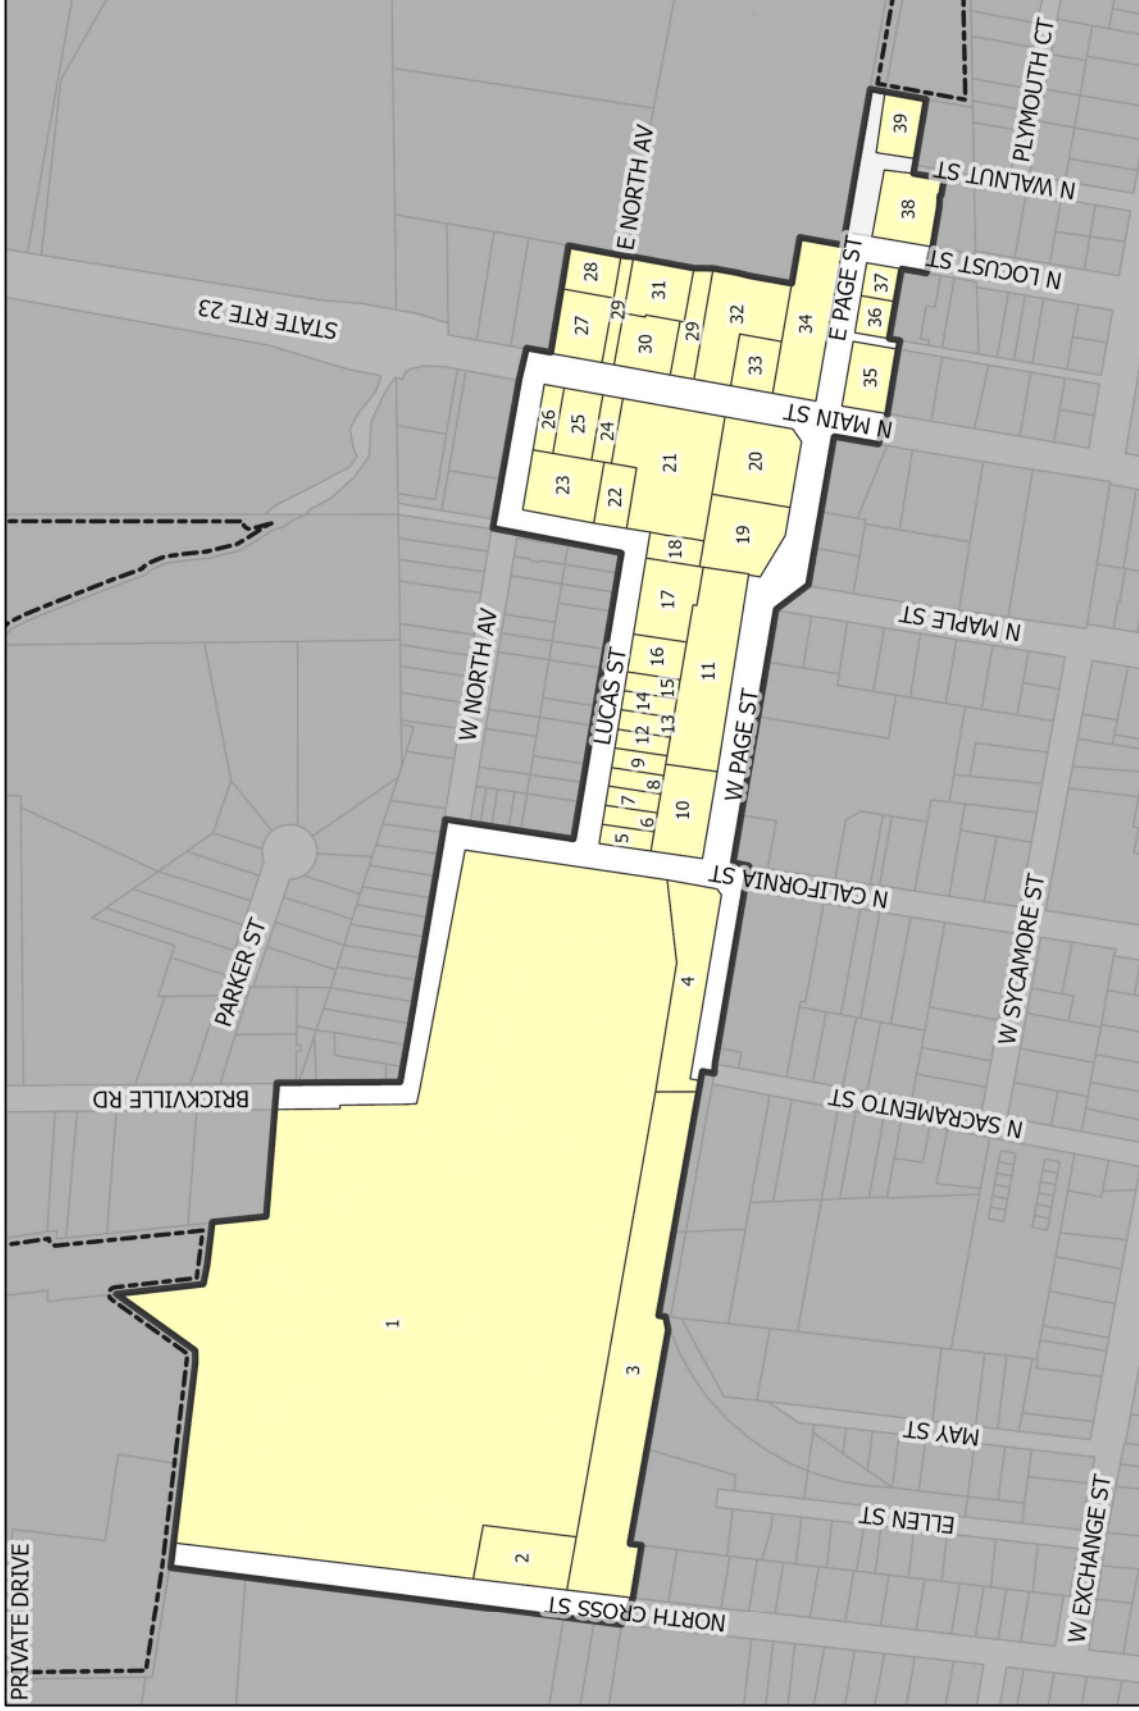 PRIVATE DRIVE
STATE RTE 23
E NORTH AV
PLYMOUTH CT
N WALNUT ST
N LOCUST ST
E PAGE ST
N MAIN ST
W NORTH AV
LUCAS ST
W PAGE ST
N MAPLE ST
PARKER ST
BRICKVILLE RD
N CALIFORNIA ST
W SYCAMORE ST
N SACRAMENTO ST
MAY ST
ELLEN ST
W EXCHANGE ST
NORTH CROSS ST
1
2
3
4
5
6
7
8
9
10
11
12
13
14
15
16
17
18
19
20
21
22
23
24
25
26
27
28
29
29
30
31
32
33
34
35
36
37
38
39